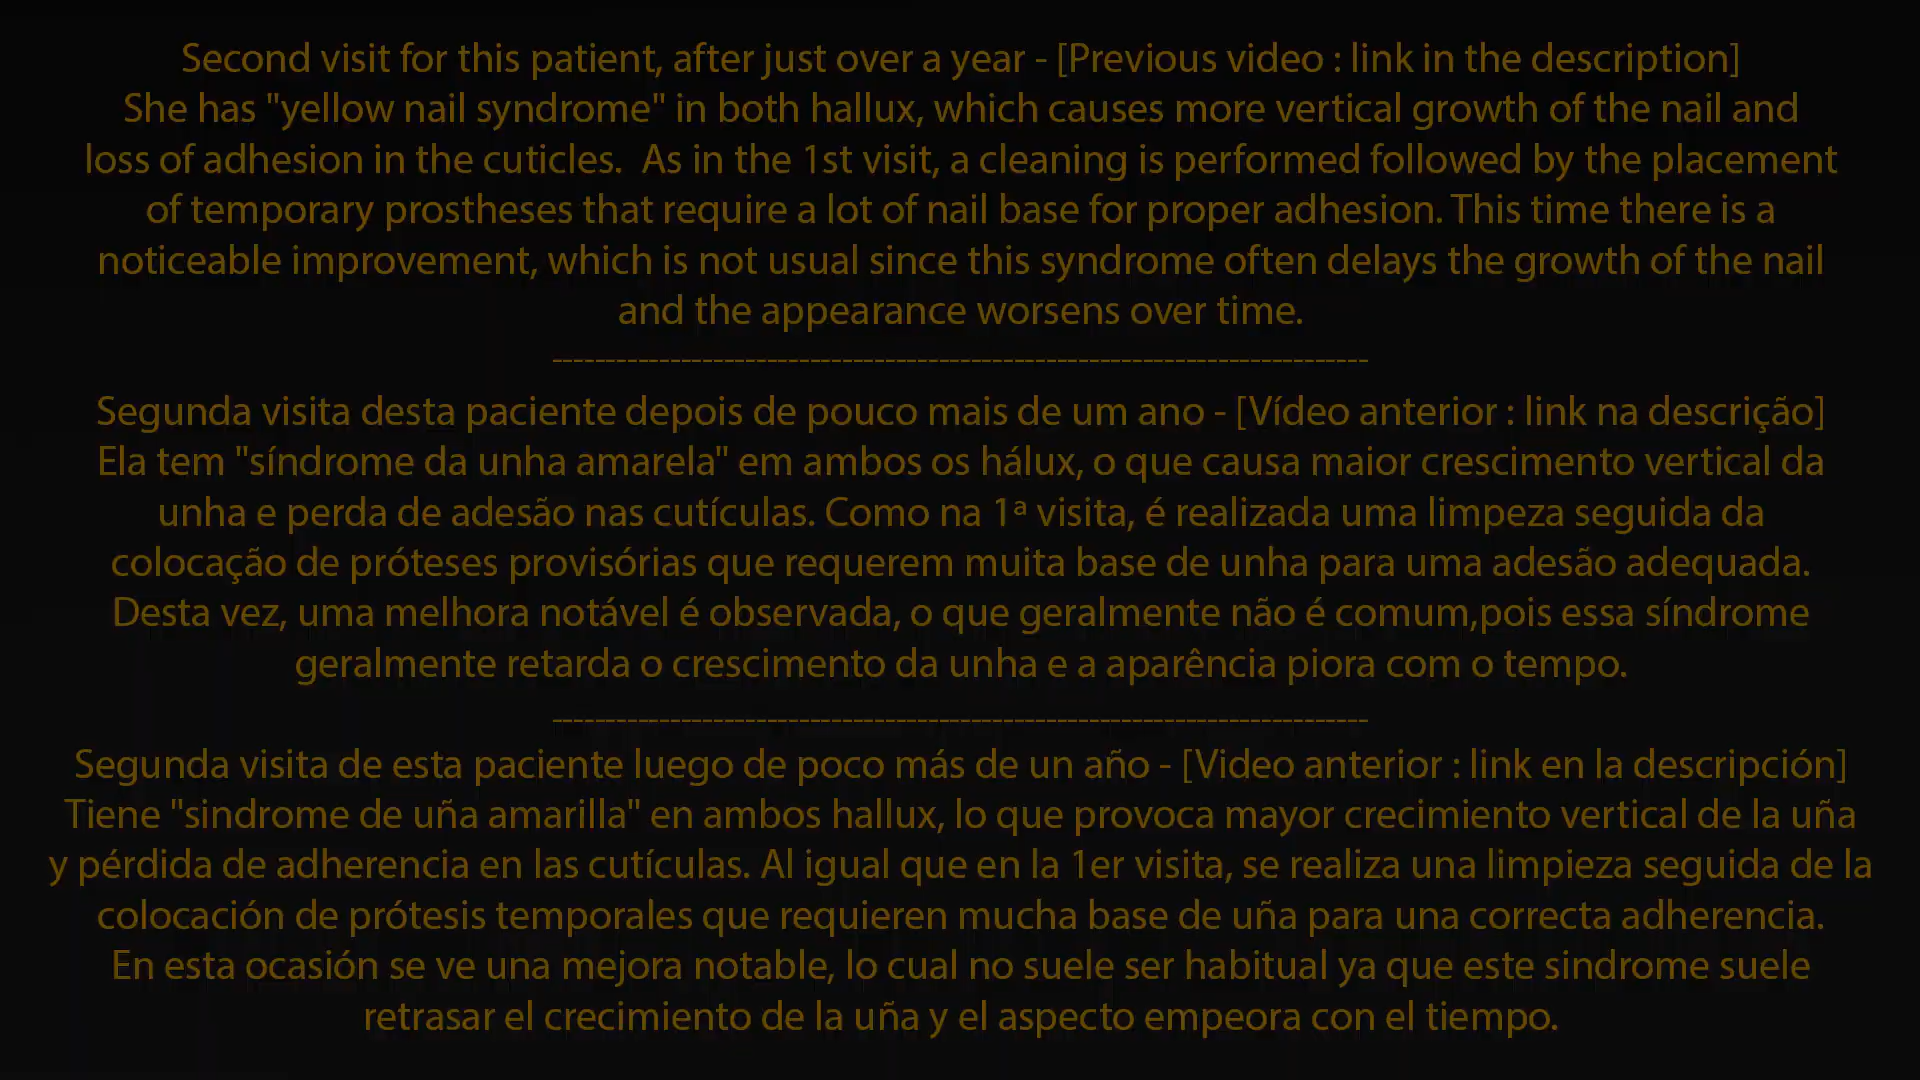 Second visit for this patient, after just over a year - [Previous video : link in the description]
She has "yellow nail syndrome" in both hallux, which causes more vertical growth of the nail and
loss of adhesion in the cuticles.  As in the 1st visit, a cleaning is performed followed by the placement
of temporary prostheses that require a lot of nail base for proper adhesion. This time there is a
noticeable improvement, which is not usual since this syndrome often delays the growth of the nail
and the appearance worsens over time.
----------------------------------------------------------------------------
Segunda visita desta paciente depois de pouco mais de um ano - [Vídeo anterior : link na descrição]
Ela tem "síndrome da unha amarela" em ambos os hálux, o que causa maior crescimento vertical da
unha e perda de adesão nas cutículas. Como na 1ª visita, é realizada uma limpeza seguida da
colocação de próteses provisórias que requerem muita base de unha para uma adesão adequada.
Desta vez, uma melhora notável é observada, o que geralmente não é comum,pois essa síndrome
geralmente retarda o crescimento da unha e a aparência piora com o tempo.
----------------------------------------------------------------------------
Segunda visita de esta paciente luego de poco más de un año - [Video anterior : link en la descripción]
Tiene "sindrome de uña amarilla" en ambos hallux, lo que provoca mayor crecimiento vertical de la uña
y pérdida de adherencia en las cutículas. Al igual que en la 1er visita, se realiza una limpieza seguida de la
colocación de prótesis temporales que requieren mucha base de uña para una correcta adherencia.
En esta ocasión se ve una mejora notable, lo cual no suele ser habitual ya que este sindrome suele
retrasar el crecimiento de la uña y el aspecto empeora con el tiempo.